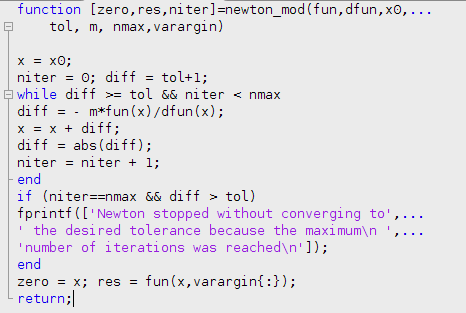 function [zero,res,niter]=newton_mod(fun,dfun,x0,...
tol, m, nmax,varargin)
x = x0;
niter = 0; diff = tol+1;
while diff >= tol && niter < nmax
diff = - m*fun(x)/dfun(x);
x = x + diff;
diff = abs(diff);
niter = niter + 1;
end
if (niter==nmax && diff > tol)
fprintf(['Newton stopped without converging to',...
' the desired tolerance because the maximum\n ',...
'number of iterations was reached\n']);
end
zero = x; res = fun(x,varargin{:});
return;